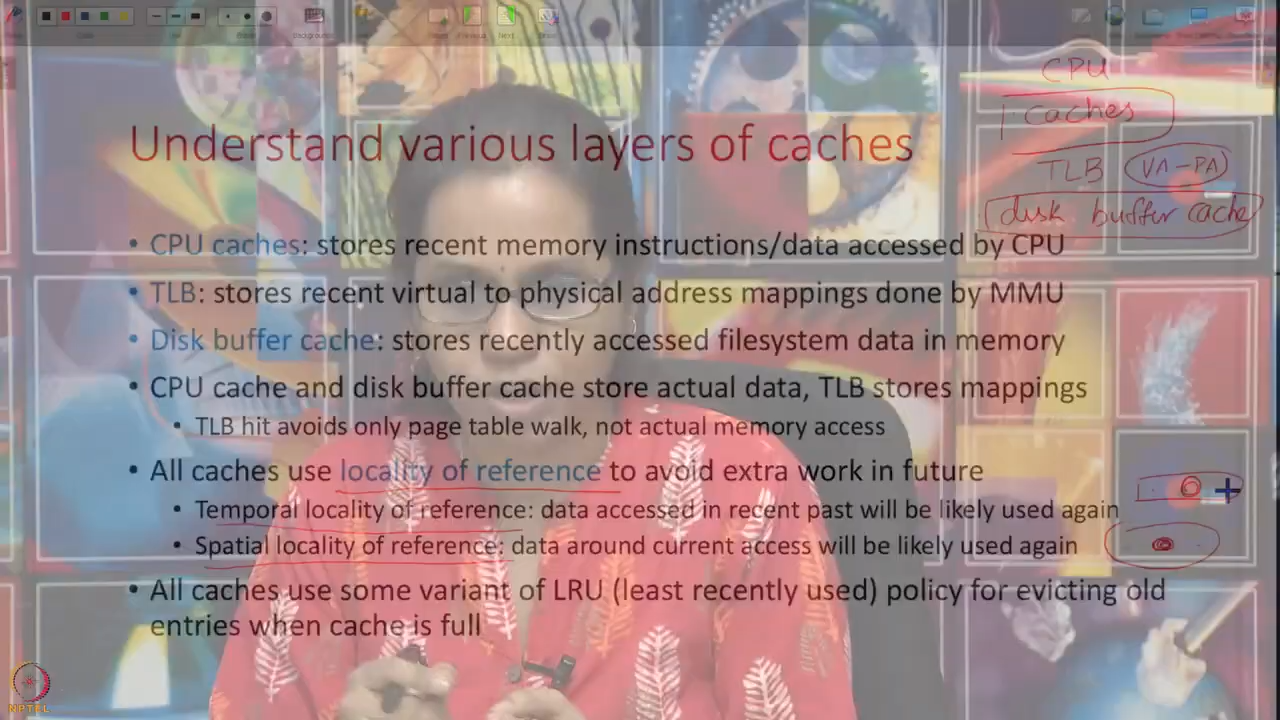 CPU
caches
Understand various layers of caches
TLB VA-PA
disk buffer cache
• CPU caches: stores recent memory instructions/data accessed by CPU
• TLB: stores recent virtual to physical address mappings done by MMU
• Disk buffer cache: stores recently accessed filesystem data in memory
• CPU cache and disk buffer cache store actual data, TLB stores mappings
• TLB hit avoids only page table walk, not actual memory access
• All caches use locality of reference to avoid extra work in future
• Temporal locality of reference: data accessed in recent past will be likely used again
• Spatial locality of reference: data around current access will be likely used again
• All caches use some variant of LRU (least recently used) policy for evicting old
entries when cache is full
NPTEL